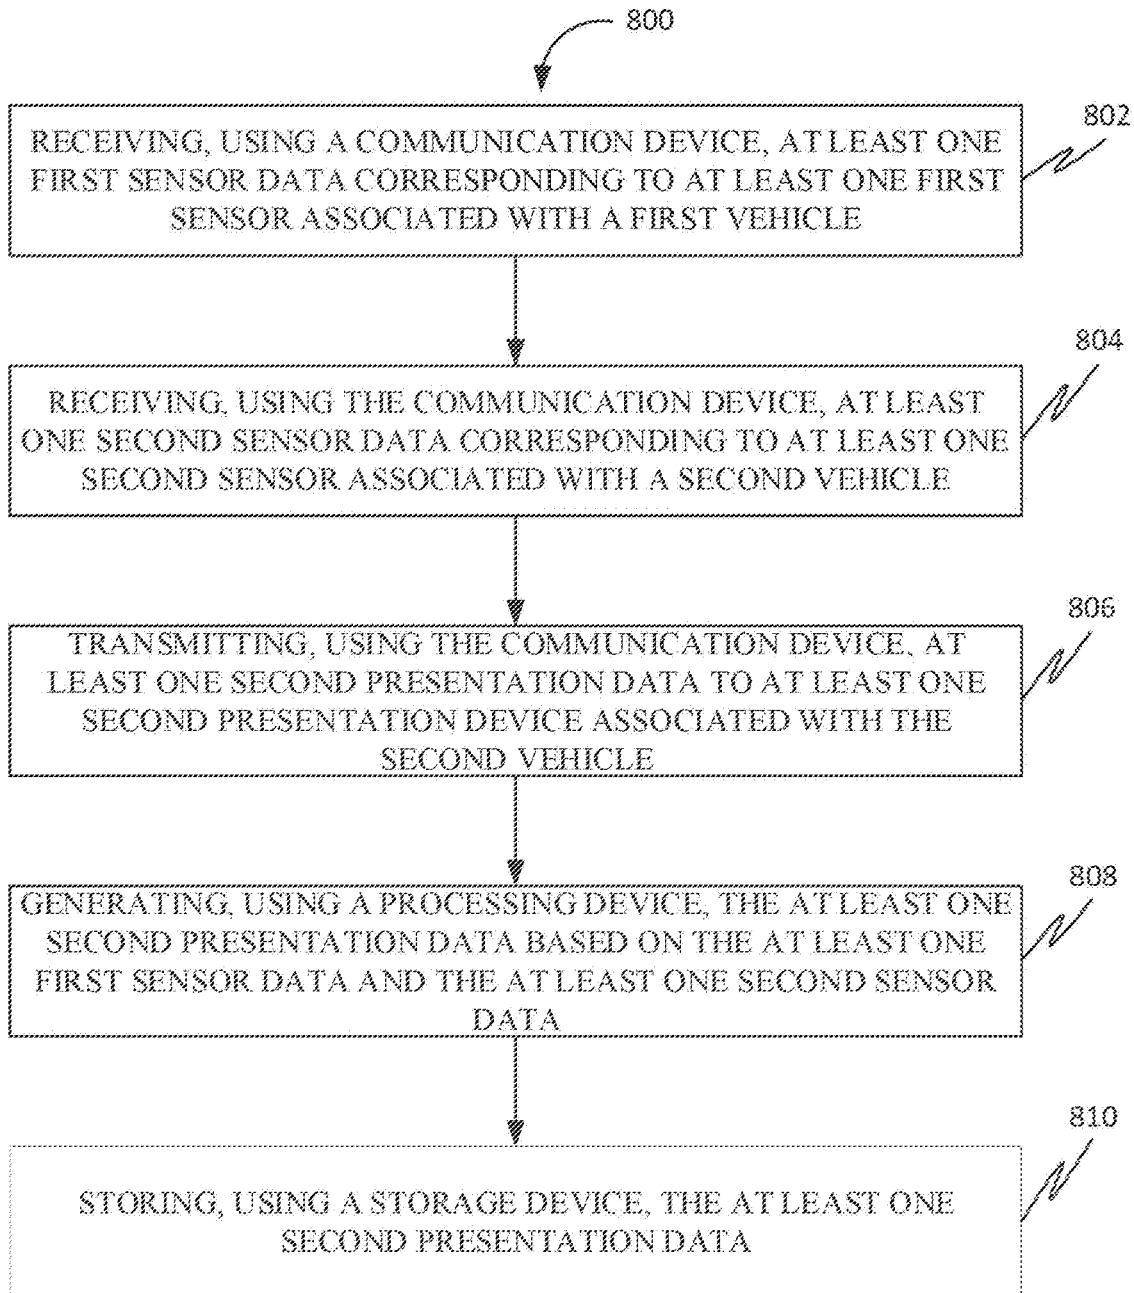 800
802
RECEIVING, USING A COMMUNICATION DEVICE, AT LEAST ONE
FIRST SENSOR DATA CORRESPONDING TO AT LEAST ONE FIRST
SENSOR ASSOCIATED WITH A FIRST VEHICLE
804
RECEIVING, USING THE COMMUNICATION DEVICE, AT LEAST
ONE SECOND SENSOR DATA CORRESPONDING TO AT LEAST ONE
SECOND SENSOR ASSOCIATED WITH A SECOND VEHICLE
806
TRANSMITTING, USING THE COMMUNICATION DEVICE, AT
LEAST ONE SECOND PRESENTATION DATA TO AT LEAST ONE
SECOND PRESENTATION DEVICE ASSOCIATED WITH THE
SECOND VEHICLE
808
GENERATING, USING A PROCESSING DEVICE, THE AT LEAST ONE
SECOND PRESENTATION DATA BASED ON THE AT LEAST ONE
FIRST SENSOR DATA AND THE AT LEAST ONE SECOND SENSOR
DATA
810
STORING, USING A STORAGE DEVICE, THE AT LEAST ONE
SECOND PRESENTATION DATA